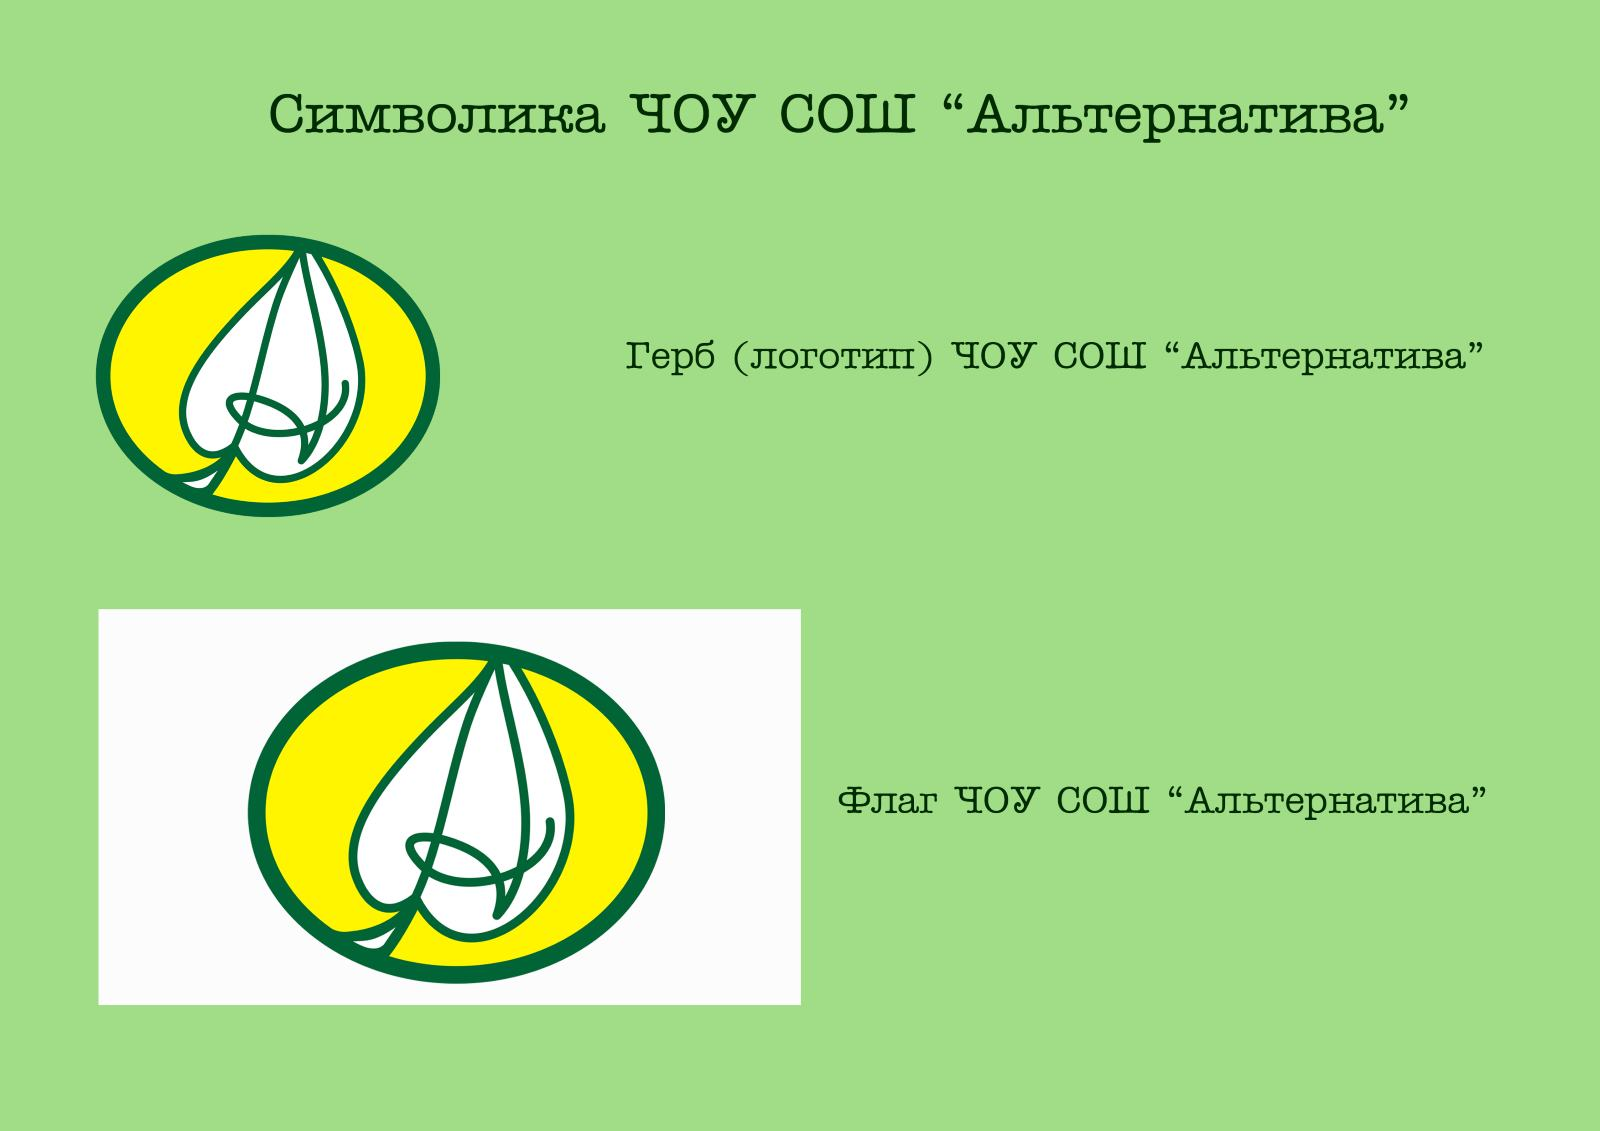 Символика ЧОУ СОШ “Альтернатива”
Герб (логотип) ЧОУ СОШ “Альтернатива”
Флаг ЧОУ СОШ “Альтернатива”